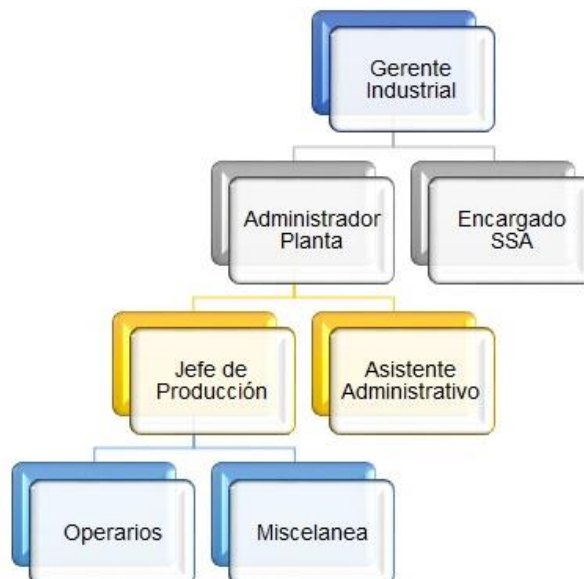 Gerente
Industrial
Administrador
Planta
Encargado
SSA
Jefe de
Producción
Asistente
Administrativo
Operarios
Miscelanea